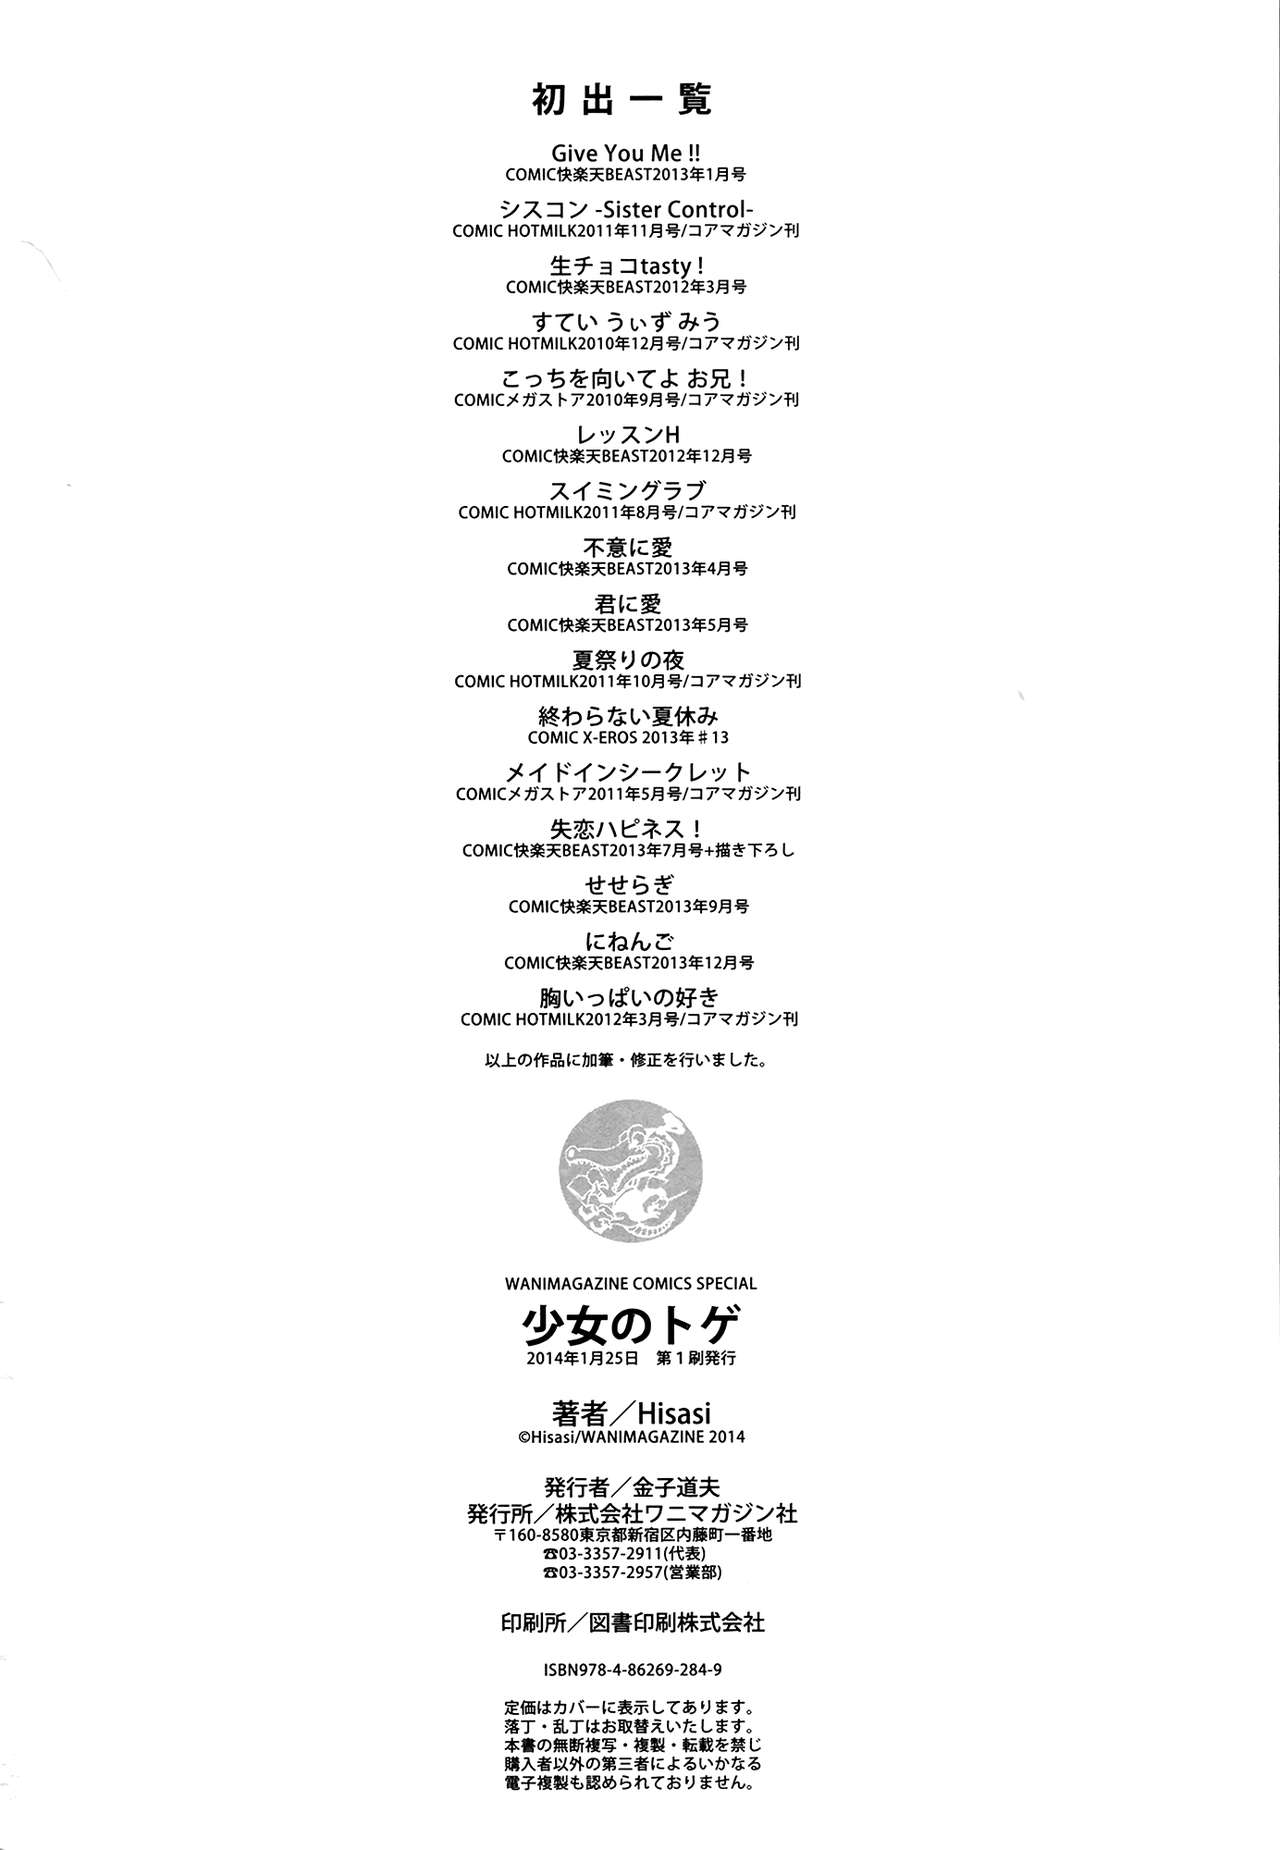 初出一覧
Give You Me !!
COMIC快楽天BEAST2013年1月号
シスコン -Sister Control-
COMIC HOTMILK2011年11月号/コアマガジン刊
生チョコtasty！
COMIC快楽天BEAST2012年3月号
すてい うぃず みう
COMIC HOTMILK2010年12月号/コアマガジン刊
こっちを向いてよ お兄！
COMICメガストア2010年9月号/コアマガジン刊
レッスンH
COMIC快楽天BEAST2012年12月号
スイミングラブ
COMIC HOTMILK2011年8月号/コアマガジン刊
不意に愛
COMIC快楽天BEAST2013年4月号
君に愛
COMIC快楽天BEAST2013年5月号
夏祭りの夜
COMIC HOTMILK2011年10月号/コアマガジン刊
終わらない夏休み
COMIC X-EROS 2013年♯13
メイドインシークレット
COMICメガストア2011年5月号/コアマガジン刊
失恋ハピネス！
COMIC快楽天BEAST2013年7月号+描き下ろし
せせらぎ
COMIC快楽天BEAST2013年9月号
にねんご
COMIC快楽天BEAST2013年12月号
胸いっぱいの好き
COMIC HOTMILK2012年3月号/コアマガジン刊
以上の作品に加筆・修正を行いました。
WANIMAGAZINE COMICS SPECIAL
少女のトゲ
2014年1月25日　第１刷発行
著者／Hisasi
©Hisasi/WANIMAGAZINE 2014
発行者／金子道夫
発行所／株式会社ワニマガジン社
〒160-8580東京都新宿区内藤町一番地
☎03-3357-2911(代表)
☎03-3357-2957(営業部)
印刷所／図書印刷株式会社
ISBN978-4-86269-284-9
定価はカバーに表示してあります。
落丁・乱丁はお取替えいたします。
本書の無断複写・複製・転載を禁じ
購入者以外の第三者によるいかなる
電子複製も認められておりません。